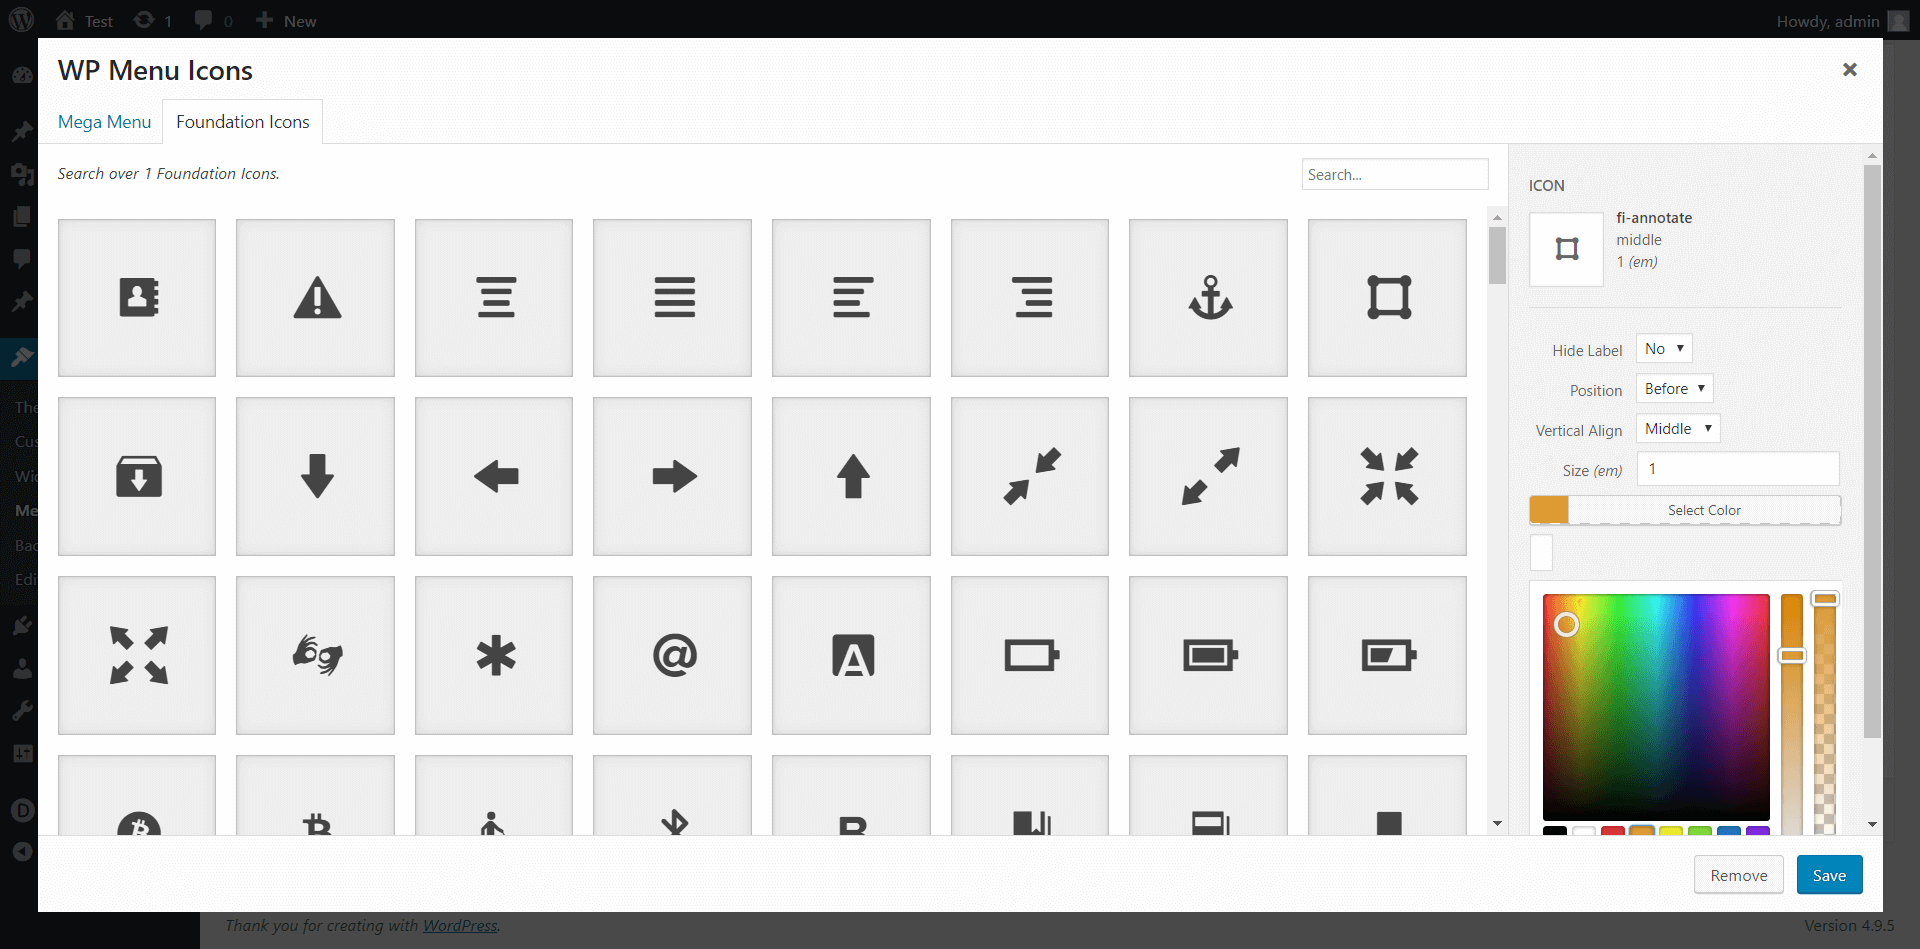 Test 1 0 New Howdy, admin
WP Menu Icons
Mega Menu Foundation Icons
Search over 1 Foundation Icons. Search...
ICON
fi-annotate
middle
1 (em)
Hide Label No
Position Before
Vertical Align Middle
Size (em) 1
Select Color
The
Cus
Wid
Me
Bac
Edi
Remove Save
Thank you for creating with WordPress. Version 4.9.5